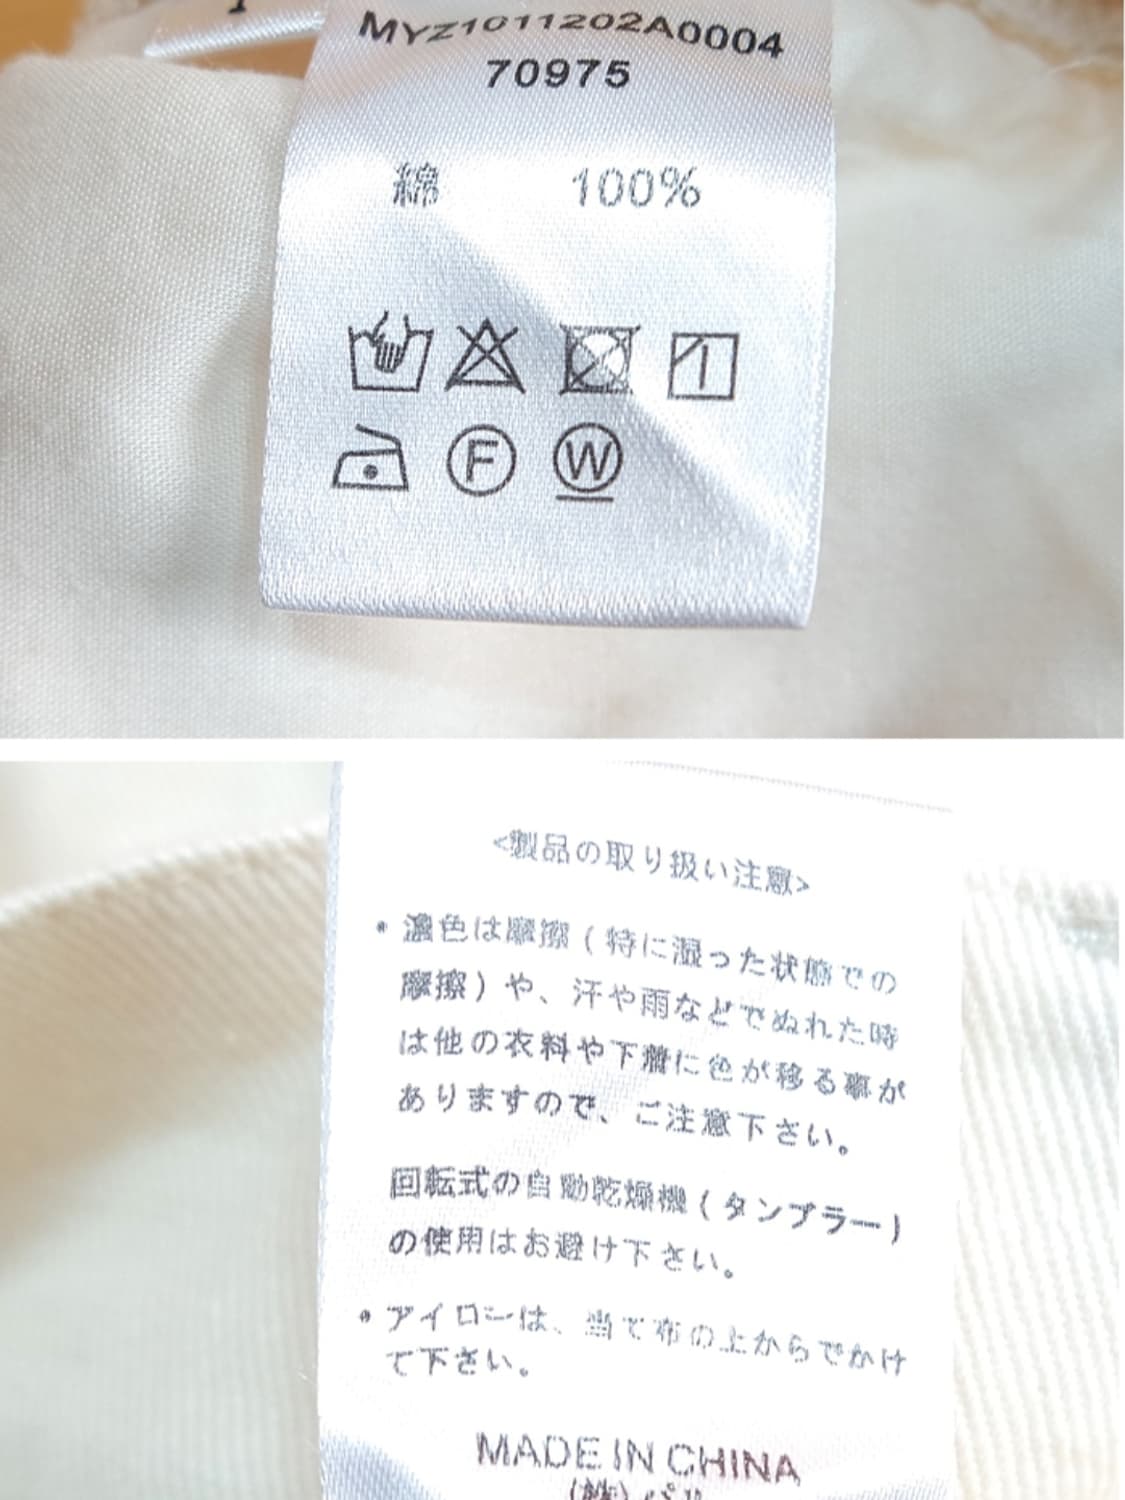 MYZ1011202A0004
70975
綿 100%
F W
<製品の取り扱い注意>
• 濃色は摩擦(特に湿った状態での
摩擦)や、汗や雨などでぬれた時
は他の衣料や下着に色が移る事が
ありますので、ご注意下さい。
回転式の自動乾燥機(タンブラー)
の使用はお避け下さい。
• アイロンは、当て布の上からでかけ
て下さい。
MADE IN CHINA
(株)